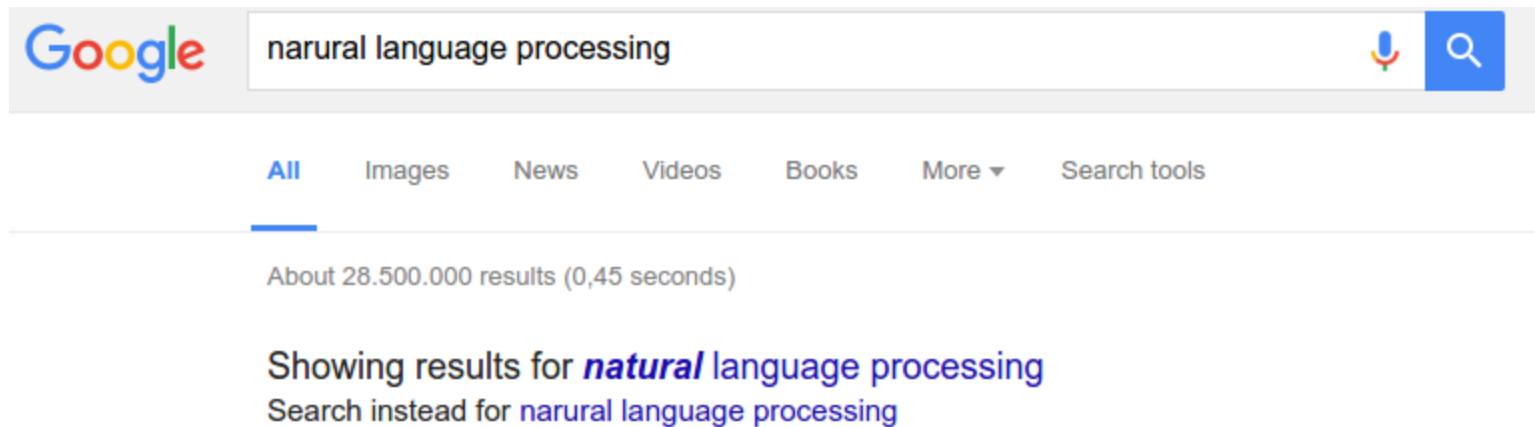 Google narural language processing
All Images News Videos Books More Search tools
About 28.500.000 results (0,45 seconds)
Showing results for natural language processing
Search instead for narural language processing